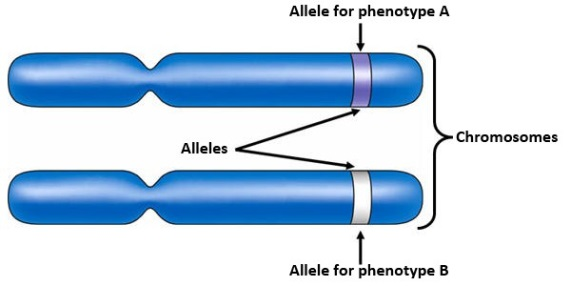 Allele for phenotype A
Alleles
Chromosomes
Allele for phenotype B